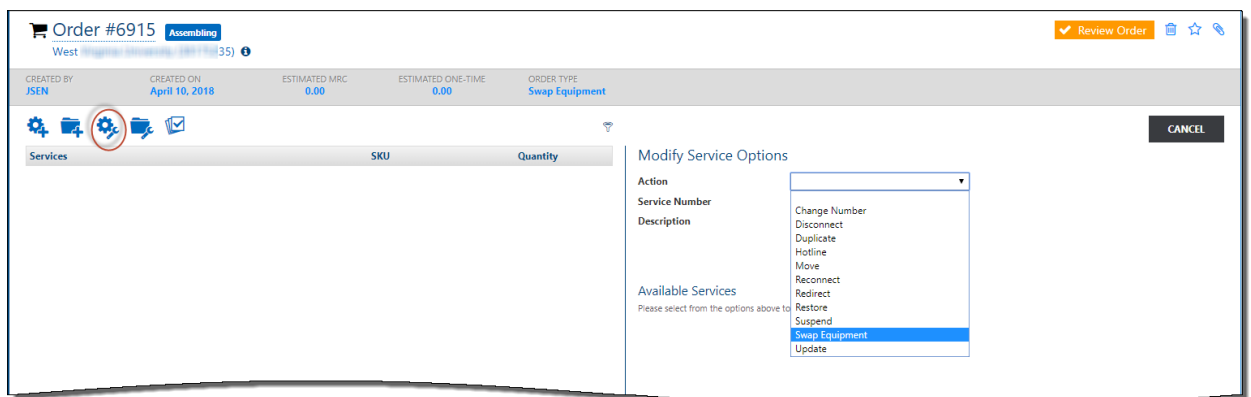 Order #6915 Assembling
West 35)
Review Order
CREATED BY CREATED ON ESTIMATED MRC ESTIMATED ONE-TIME ORDER TYPE
JSEN April 10, 2018 0.00 0.00 Swap Equipment
CANCEL
Services SKU Quantity
Modify Service Options
Action
Service Number
Description
Change Number
Disconnect
Duplicate
Hotline
Move
Reconnect
Redirect
Restore
Suspend
Swap Equipment
Update
Available Services
Please select from the options above to